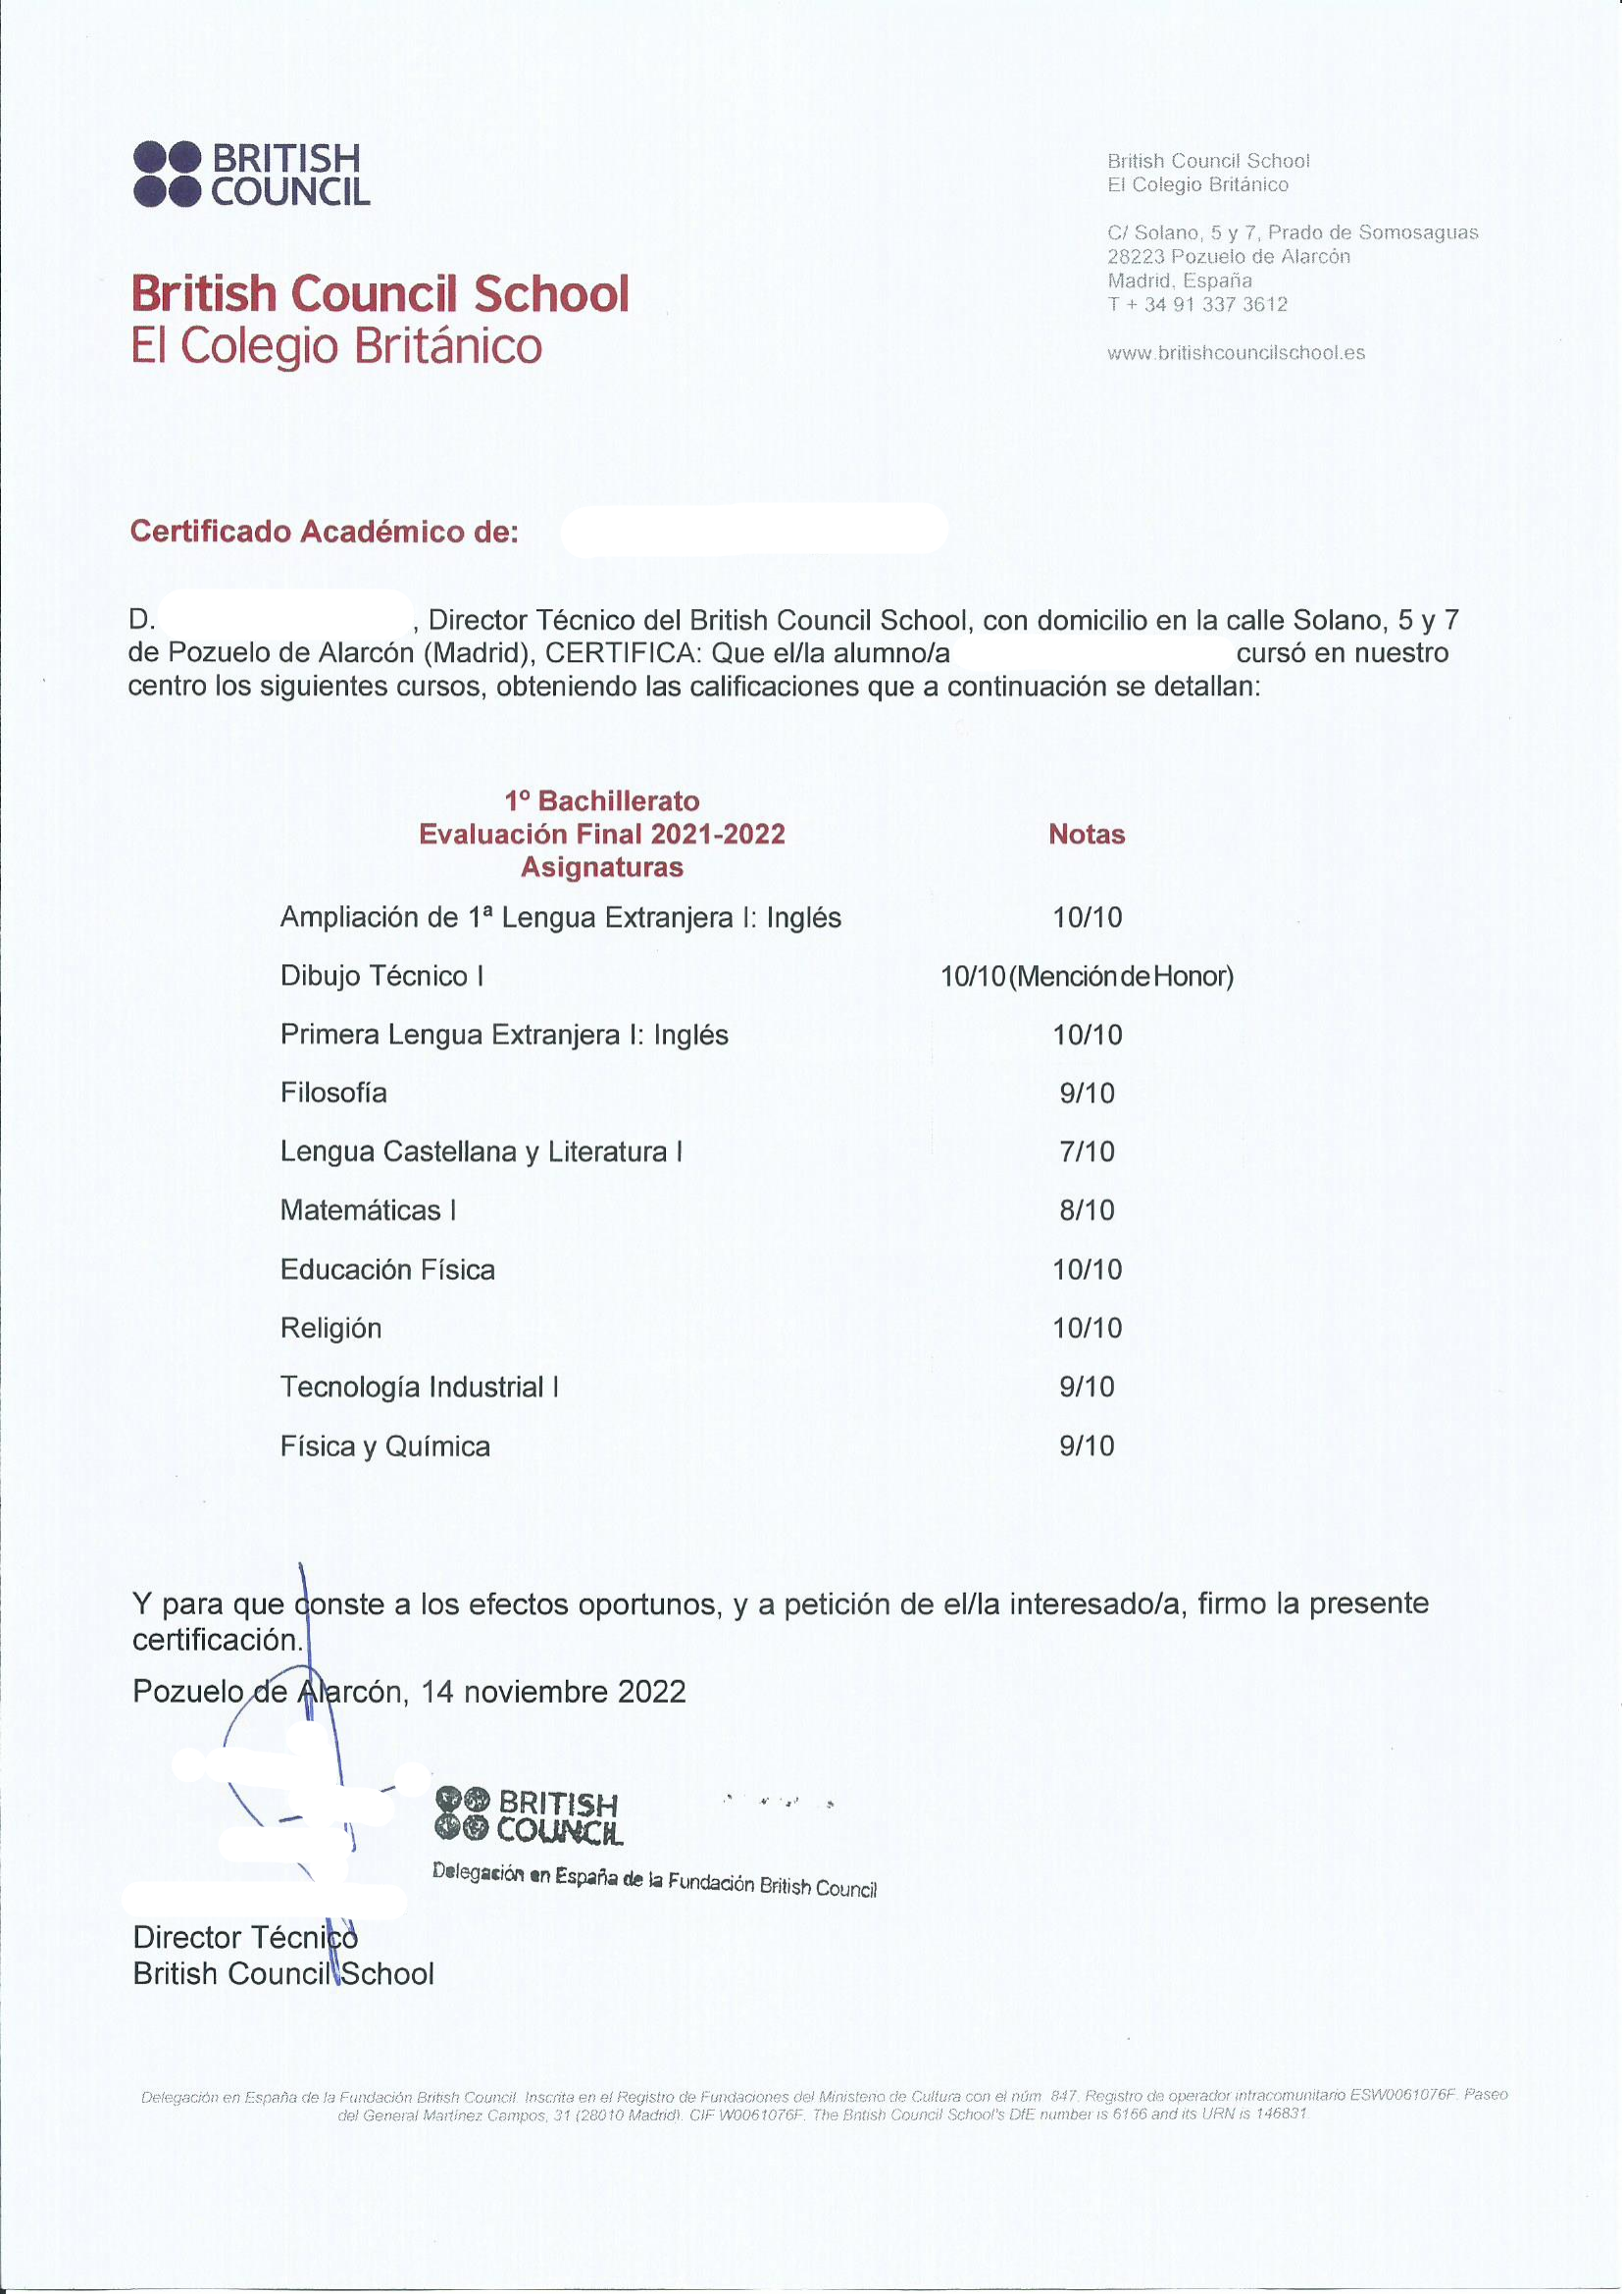 BRITISH
COUNCIL
British Council School
El Colegio Británico
British Council School
El Colegio Británico
C/ Solano, 5 y 7, Prado de Somosaguas
28223 Pozuelo de Alarcón
Madrid, España
T + 34 91 337 3612
www.britishcouncilschool.es
Certificado Académico de:
D. , Director Técnico del British Council School, con domicilio en la calle Solano, 5 y 7
de Pozuelo de Alarcón (Madrid), CERTIFICA: Que el/la alumno/a cursó en nuestro
centro los siguientes cursos, obteniendo las calificaciones que a continuación se detallan:
1º Bachillerato
Evaluación Final 2021-2022 Notas
Asignaturas
Ampliación de 1ª Lengua Extranjera I: Inglés 10/10
Dibujo Técnico I 10/10 (Mención de Honor)
Primera Lengua Extranjera I: Inglés 10/10
Filosofía 9/10
Lengua Castellana y Literatura I 7/10
Matemáticas I 8/10
Educación Física 10/10
Religión 10/10
Tecnología Industrial I 9/10
Física y Química 9/10
Y para que conste a los efectos oportunos, y a petición de el/la interesado/a, firmo la presente
certificación.
Pozuelo de Alarcón, 14 noviembre 2022
BRITISH
COUNCIL
Delegación en España de la Fundación British Council
Director Técnico
British Council School
Delegación en España de la Fundación British Council. Inscrita en el Registro de Fundaciones del Ministerio de Cultura con el núm. 847. Registro de operador intracomunitario ESW0061076F. Paseo
del General Martínez Campos, 31 (28010 Madrid). CIF W0061076F. The British Council School's DfE number is 6166 and its URN is 146831.